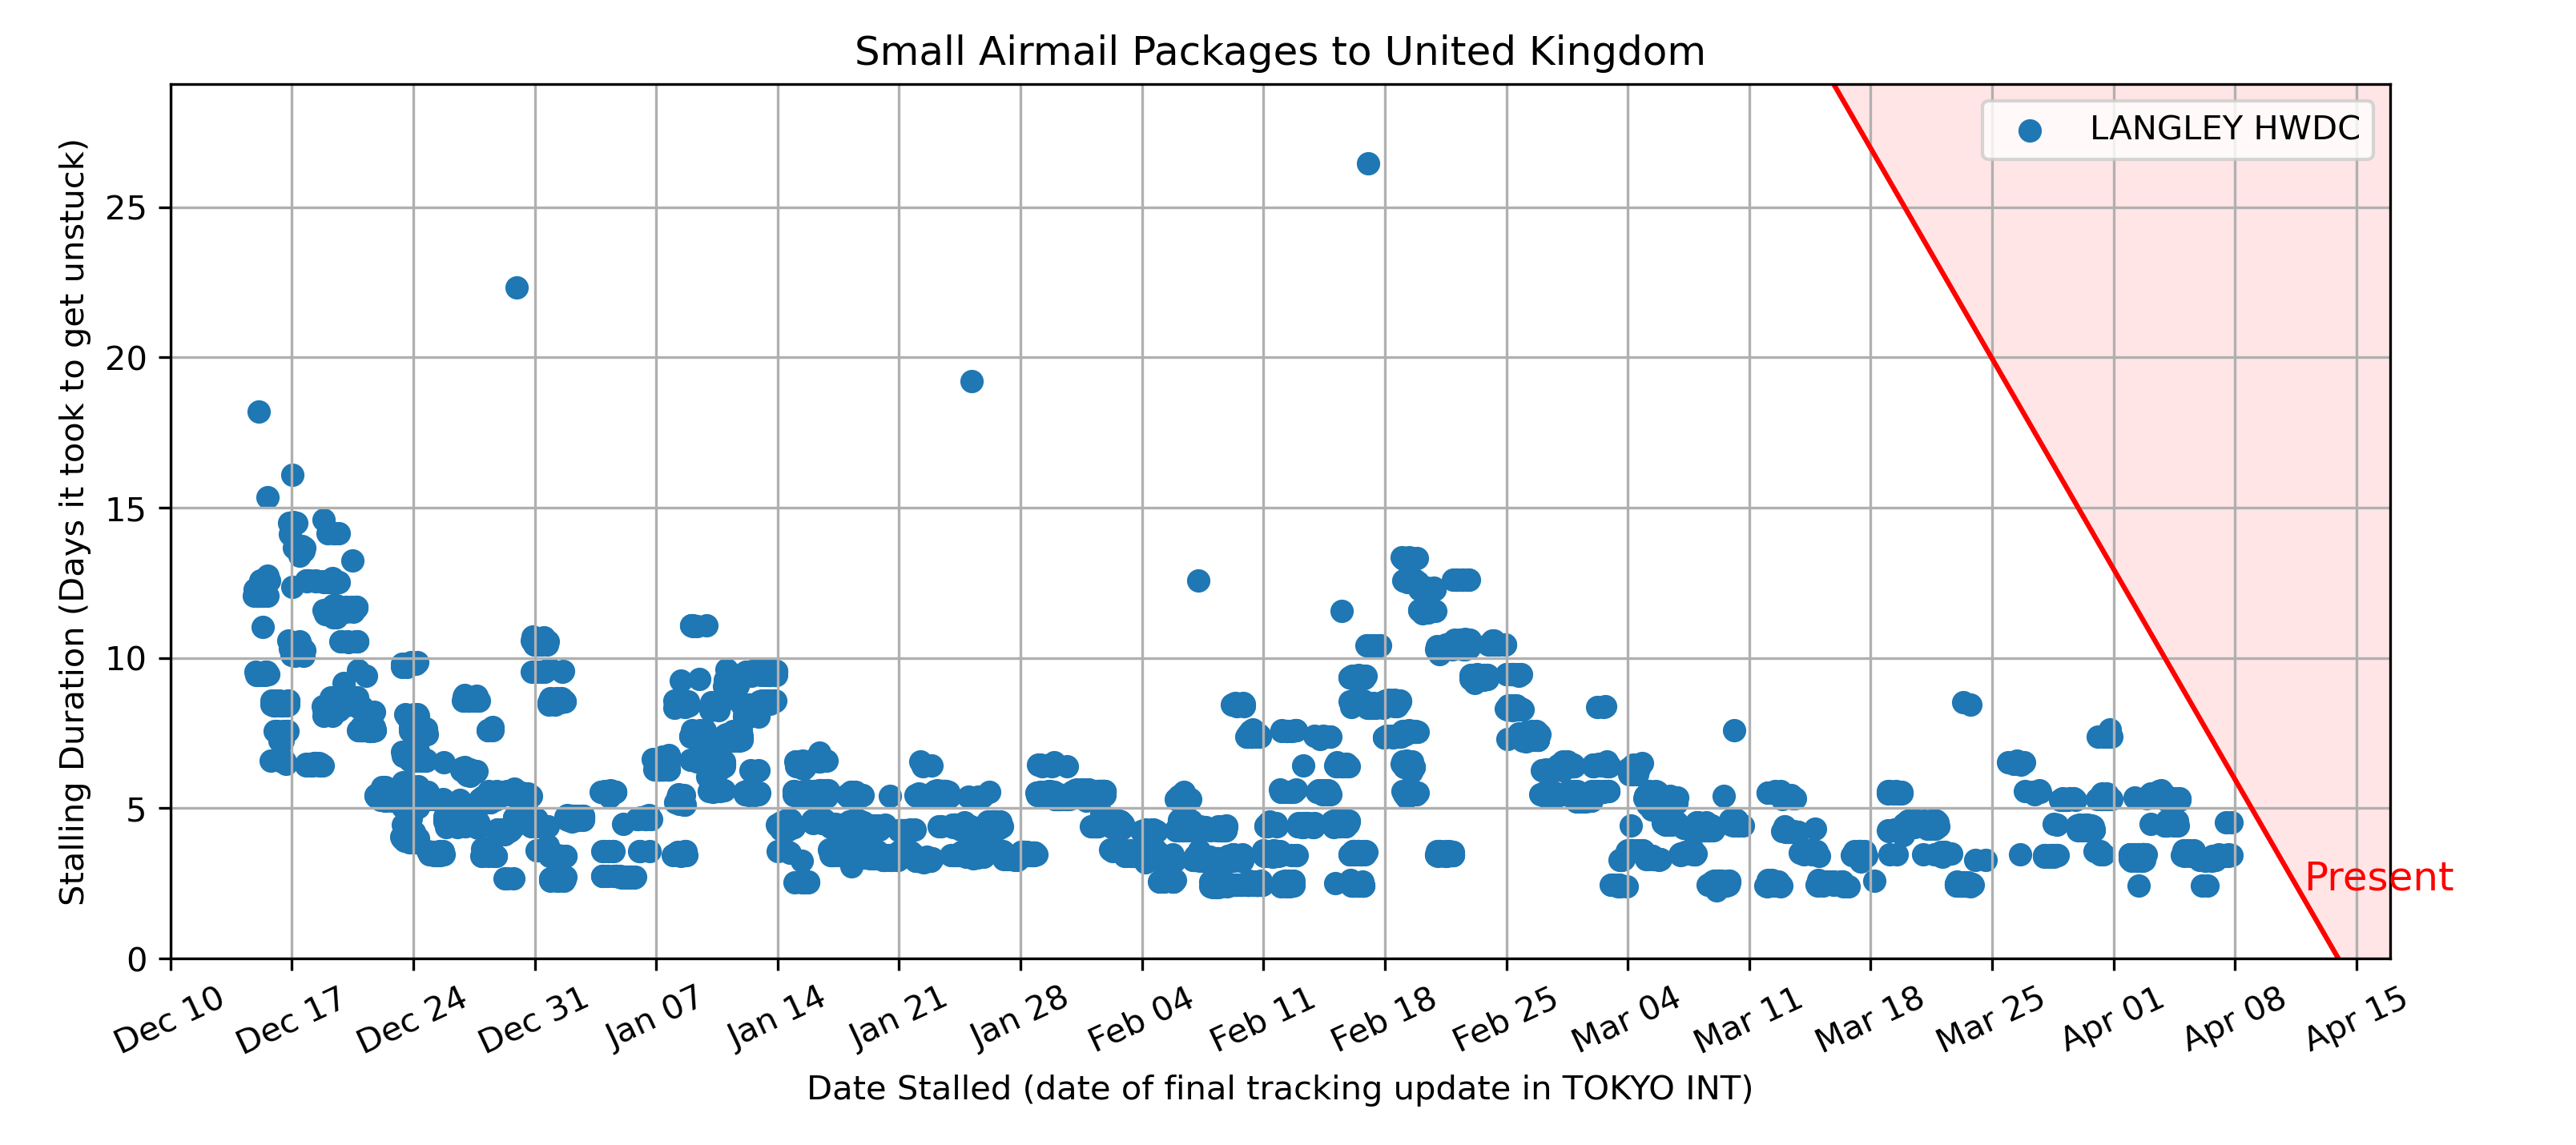 Small Airmail Packages to United Kingdom
LANGLEY HWDC
Stalling Duration (Days it took to get unstuck)
25
20
15
10
5
0
Present
Dec 10
Dec 17
Dec 24
Dec 31
Jan 07
Jan 14
Jan 21
Jan 28
Feb 04
Feb 11
Feb 18
Feb 25
Mar 04
Mar 11
Mar 18
Mar 25
Apr 01
Apr 08
Apr 15
Date Stalled (date of final tracking update in TOKYO INT)